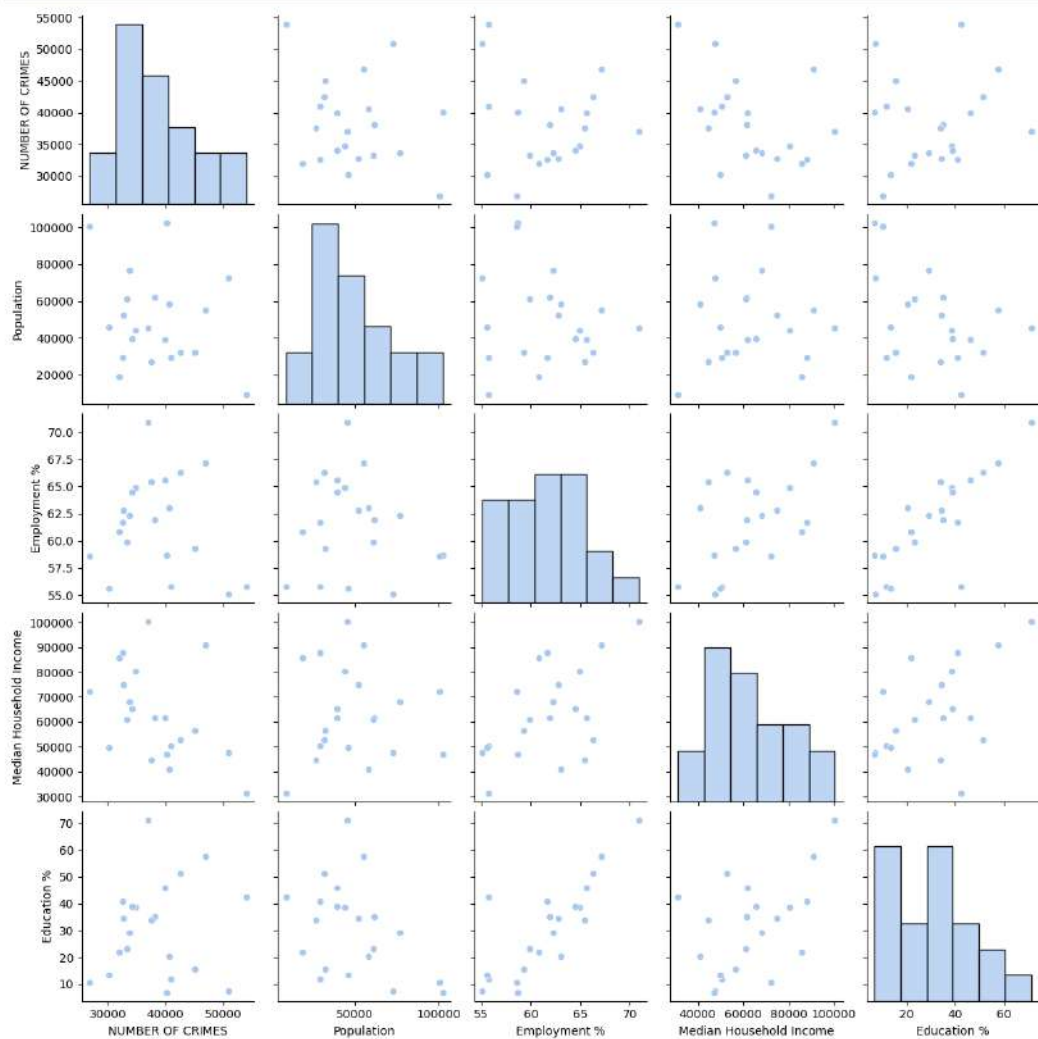 55000
50000
45000
40000
35000
30000
NUMBER OF CRIMES
100000
80000
60000
40000
20000
Population
70.0
67.5
65.0
62.5
60.0
57.5
55.0
Employment %
100000
90000
80000
70000
60000
50000
40000
30000
Median Household Income
70
60
50
40
30
20
10
Education %
30000 40000 50000
50000 100000
55 60 65 70
40000 60000 80000 100000
20 40 60
NUMBER OF CRIMES
Population
Employment %
Median Household Income
Education %